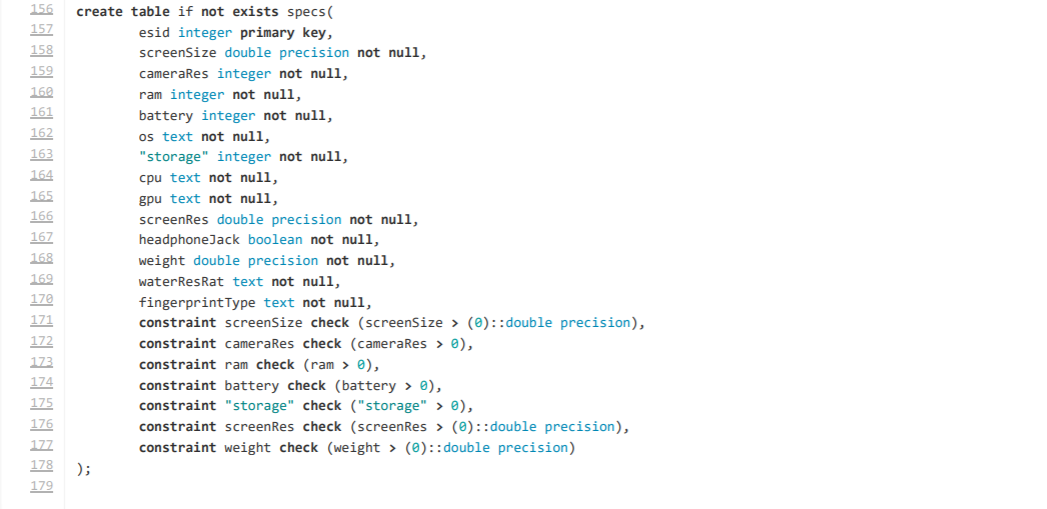 156 create table if not exists specs(
157 esid integer primary key,
158 screenSize double precision not null,
159 cameraRes integer not null,
160 ram integer not null,
161 battery integer not null,
162 os text not null,
163 "storage" integer not null,
164 cpu text not null,
165 gpu text not null,
166 screenRes double precision not null,
167 headphoneJack boolean not null,
168 weight double precision not null,
169 waterResRat text not null,
170 fingerprintType text not null,
171 constraint screenSize check (screenSize > (0)::double precision),
172 constraint cameraRes check (cameraRes > 0),
173 constraint ram check (ram > 0),
174 constraint battery check (battery > 0),
175 constraint "storage" check ("storage" > 0),
176 constraint screenRes check (screenRes > (0)::double precision),
177 constraint weight check (weight > (0)::double precision)
178 );
179